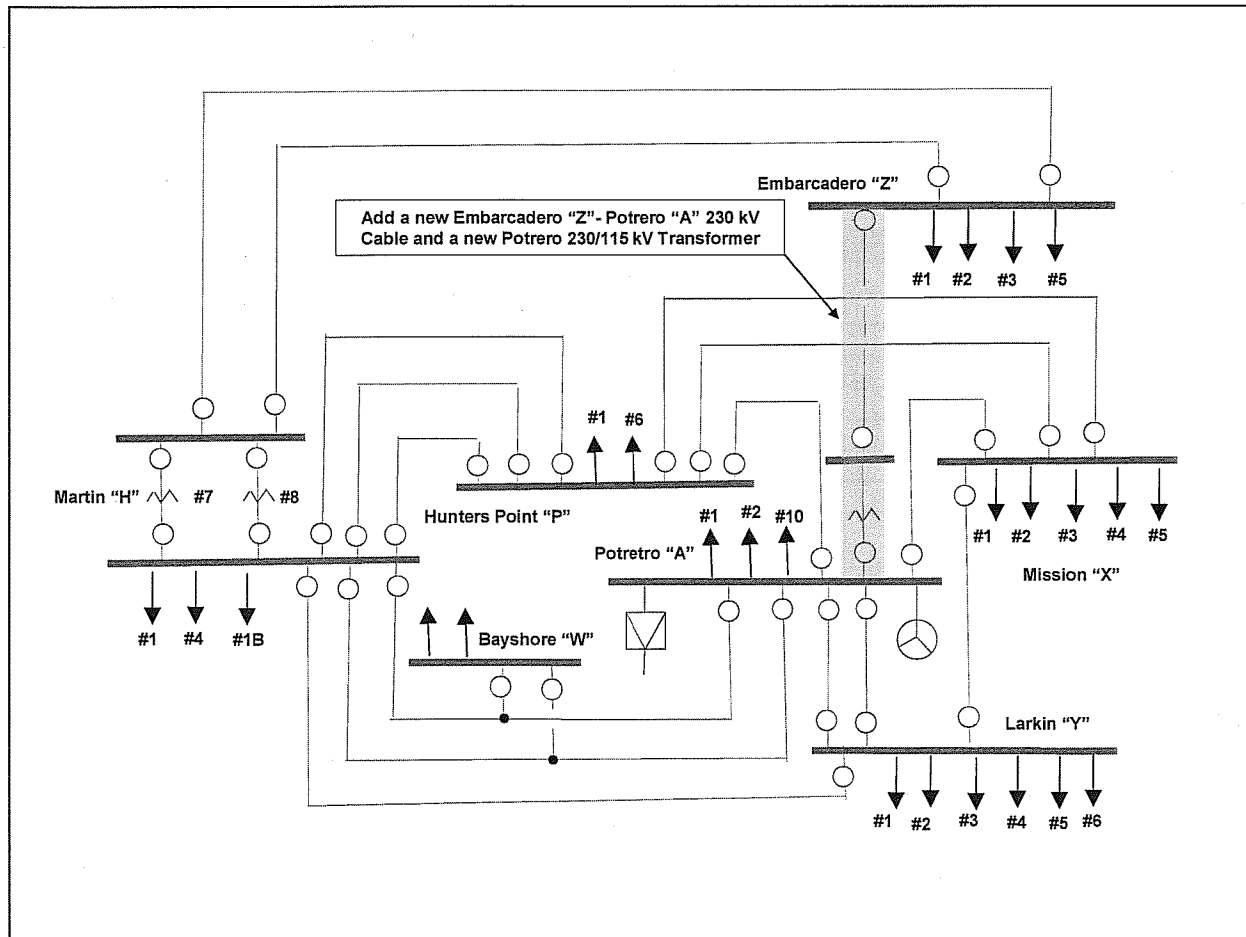 Embarcadero “Z”
Add a new Embarcadero “Z”- Potrero “A” 230 kV
Cable and a new Potrero 230/115 kV Transformer
#1 #2 #3 #5
#1 #6
Martin “H” #7 #8
Hunters Point “P”
#1 #2 #10
Potretro “A”
#1 #2 #3 #4 #5
Mission “X”
#1 #4 #1B
Bayshore “W”
Larkin “Y”
#1 #2 #3 #4 #5 #6